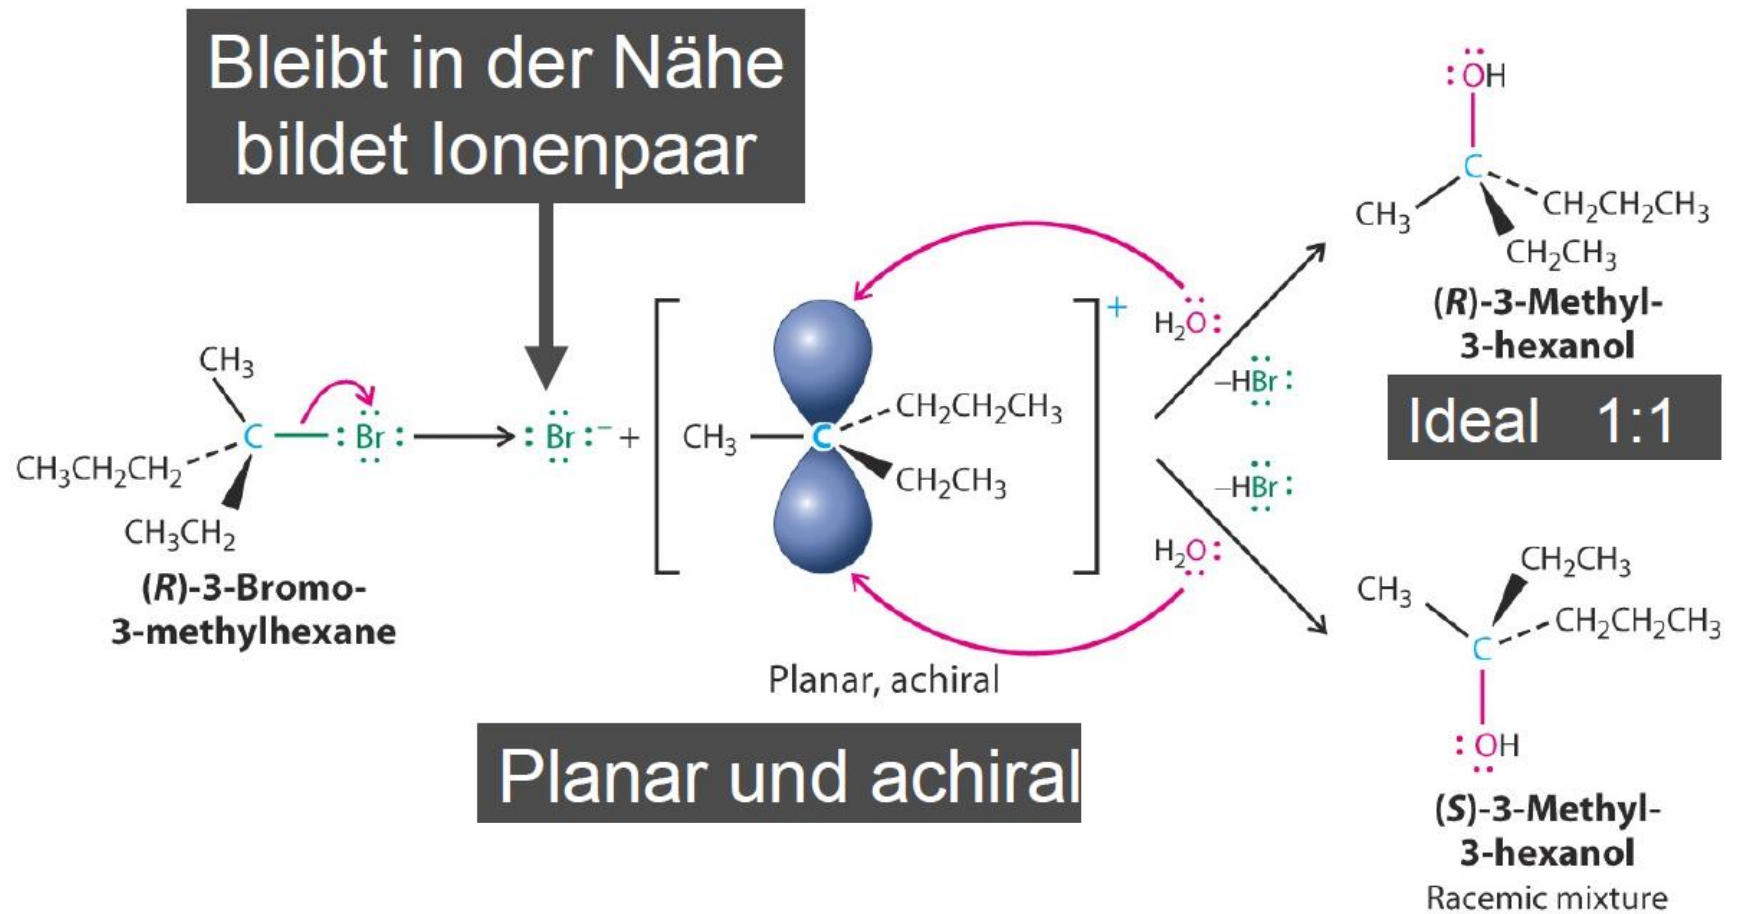 Bleibt in der Nähe
bildet Ionenpaar
CH₃
C
:Br:
CH₃CH₂CH₂
CH₃CH₂
(R)-3-Bromo-
3-methylhexane
:Br:⁻ +
CH₃
C
CH₂CH₂CH₃
CH₂CH₃
+
Planar, achiral
Planar und achiral
H₂O:
–HBr:
–HBr:
H₂O:
:OH
C
CH₃
CH₂CH₂CH₃
CH₂CH₃
(R)-3-Methyl-
3-hexanol
Ideal 1:1
CH₂CH₃
CH₃
CH₂CH₂CH₃
C
:OH
(S)-3-Methyl-
3-hexanol
Racemic mixture